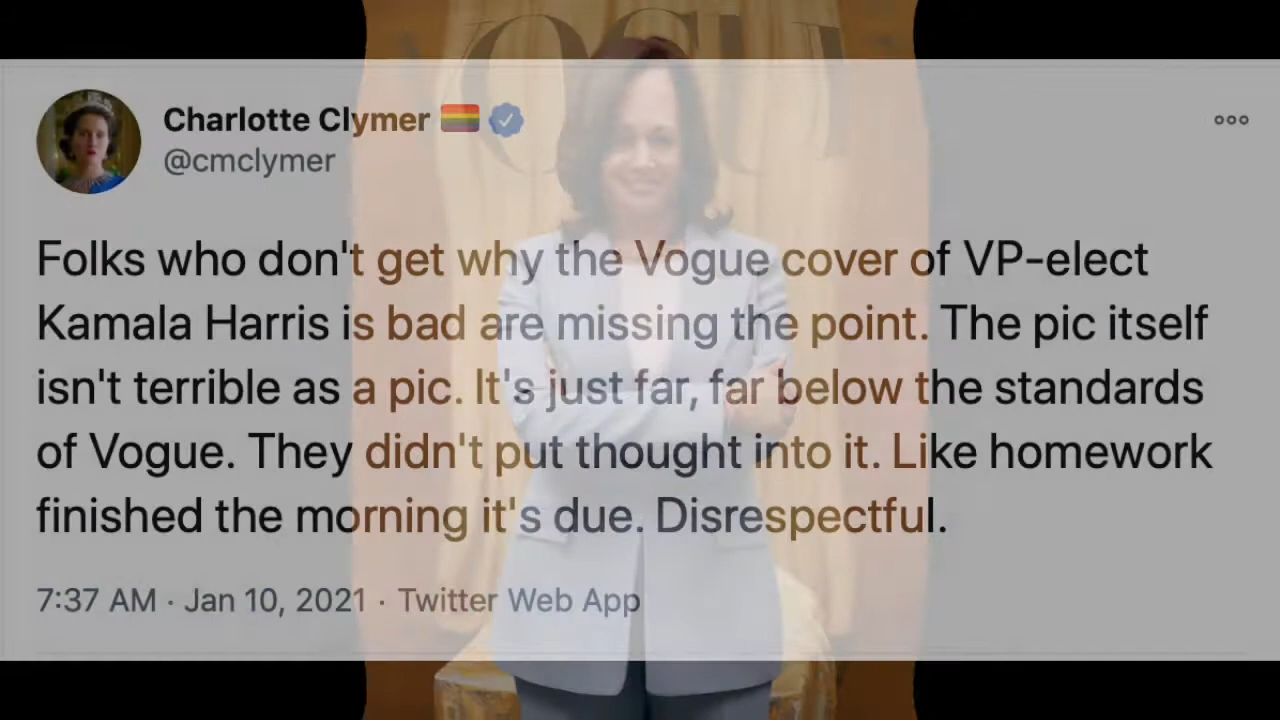 VOGUE
Charlotte Clymer 🏳️‍🌈
@cmclymer
Folks who don't get why the Vogue cover of VP-elect
Kamala Harris is bad are missing the point. The pic itself
isn't terrible as a pic. It's just far, far below the standards
of Vogue. They didn't put thought into it. Like homework
finished the morning it's due. Disrespectful.
7:37 AM · Jan 10, 2021 · Twitter Web App